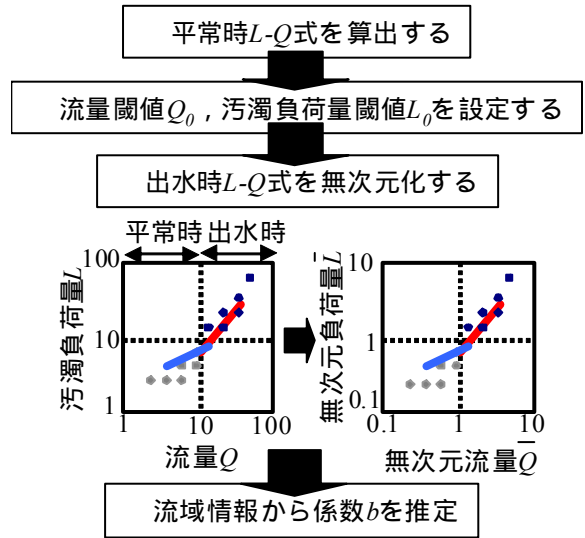 平常時L-Q式を算出する
流量閾値Q0 , 汚濁負荷量閾値L0を設定する
出水時L-Q式を無次元化する
平常時 出水時
100
10
1
汚濁負荷量L
1 10 100
流量Q
10
1
0.1
無次元負荷量L̅
0.1 1 10
無次元流量Q̅
流域情報から係数bを推定